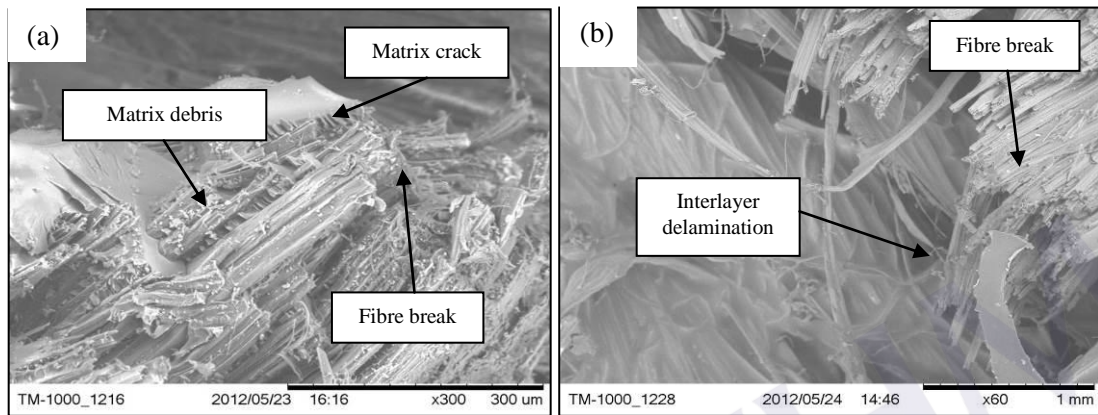 (a)
Matrix crack
Matrix debris
Fibre break
TM-1000_1216 2012/05/23 16:16 x300 300 um
(b)
Fibre break
Interlayer
delamination
TM-1000_1228 2012/05/24 14:46 x60 1 mm